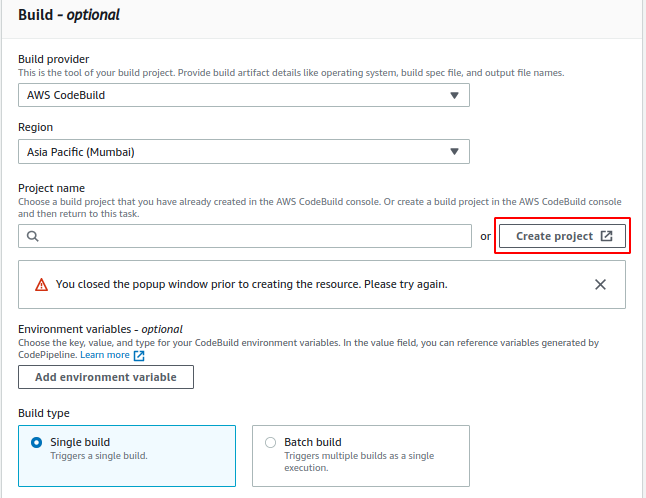 Build - optional
Build provider
This is the tool of your build project. Provide build artifact details like operating system, build spec file, and output file names.
AWS CodeBuild
Region
Asia Pacific (Mumbai)
Project name
Choose a build project that you have already created in the AWS CodeBuild console. Or create a build project in the AWS CodeBuild console
and then return to this task.
or Create project
You closed the popup window prior to creating the resource. Please try again.
Environment variables - optional
Choose the key, value, and type for your CodeBuild environment variables. In the value field, you can reference variables generated by
CodePipeline. Learn more
Add environment variable
Build type
Single build
Triggers a single build.
Batch build
Triggers multiple builds as a single
execution.